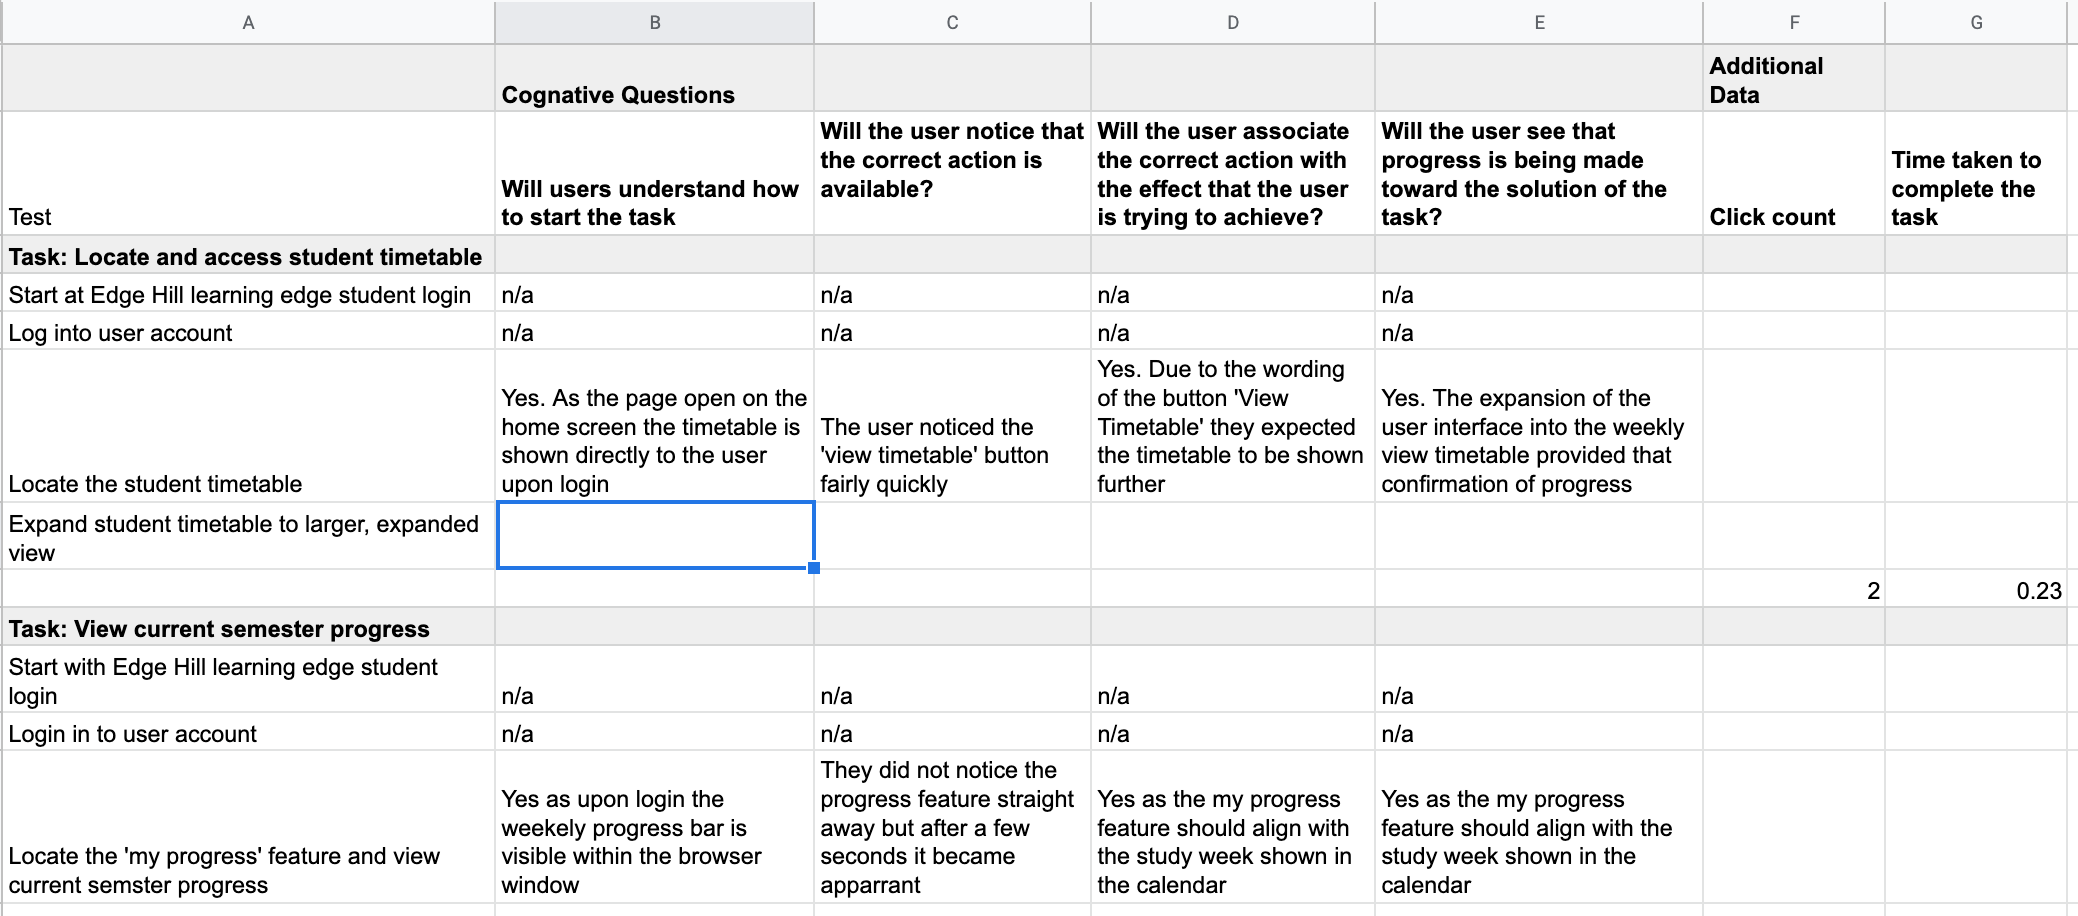 A B C D E F G
Cognative Questions
Additional
Data
Test
Will users understand how
to start the task
Will the user notice that
the correct action is
available?
Will the user associate
the correct action with
the effect that the user
is trying to achieve?
Will the user see that
progress is being made
toward the solution of the
task?
Click count
Time taken to
complete the
task
Task: Locate and access student timetable
Start at Edge Hill learning edge student login
n/a
n/a
n/a
n/a
Log into user account
n/a
n/a
n/a
n/a
Locate the student timetable
Yes. As the page open on the
home screen the timetable is
shown directly to the user
upon login
The user noticed the
'view timetable' button
fairly quickly
Yes. Due to the wording
of the button 'View
Timetable' they expected
the timetable to be shown
further
Yes. The expansion of the
user interface into the weekly
view timetable provided that
confirmation of progress
Expand student timetable to larger, expanded
view
2
0.23
Task: View current semester progress
Start with Edge Hill learning edge student
login
n/a
n/a
n/a
n/a
Login in to user account
n/a
n/a
n/a
n/a
Locate the 'my progress' feature and view
current semster progress
Yes as upon login the
weekely progress bar is
visible within the browser
window
They did not notice the
progress feature straight
away but after a few
seconds it became
apparrant
Yes as the my progress
feature should align with
the study week shown in
the calendar
Yes as the my progress
feature should align with the
study week shown in the
calendar